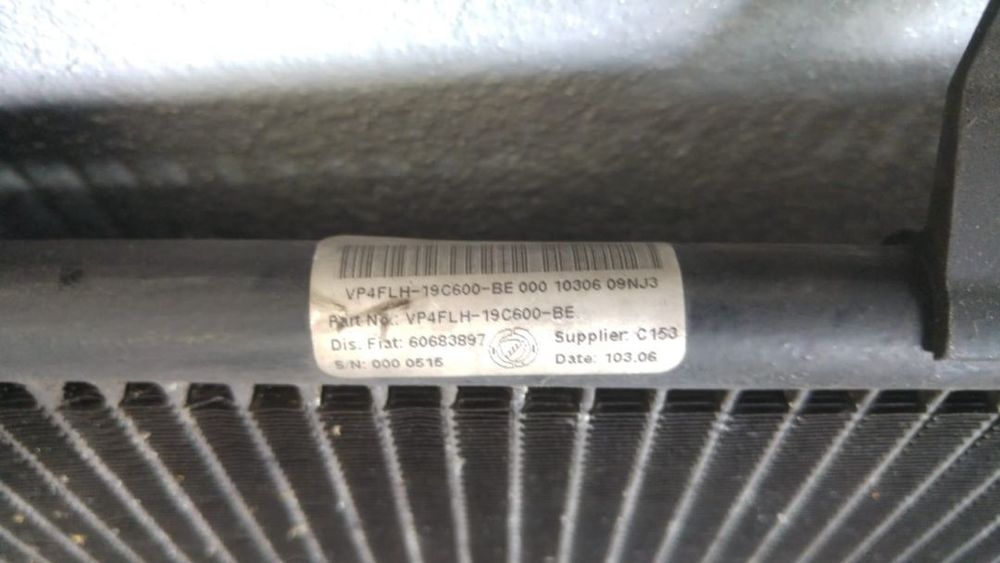 VP4FLH-19C600-BE 000 10306 09NJ3
Part No.: VP4FLH-19C600-BE.
Dis. Fiat: 60683897
Supplier: C153
S/N: 000 0515
Date: 103.06